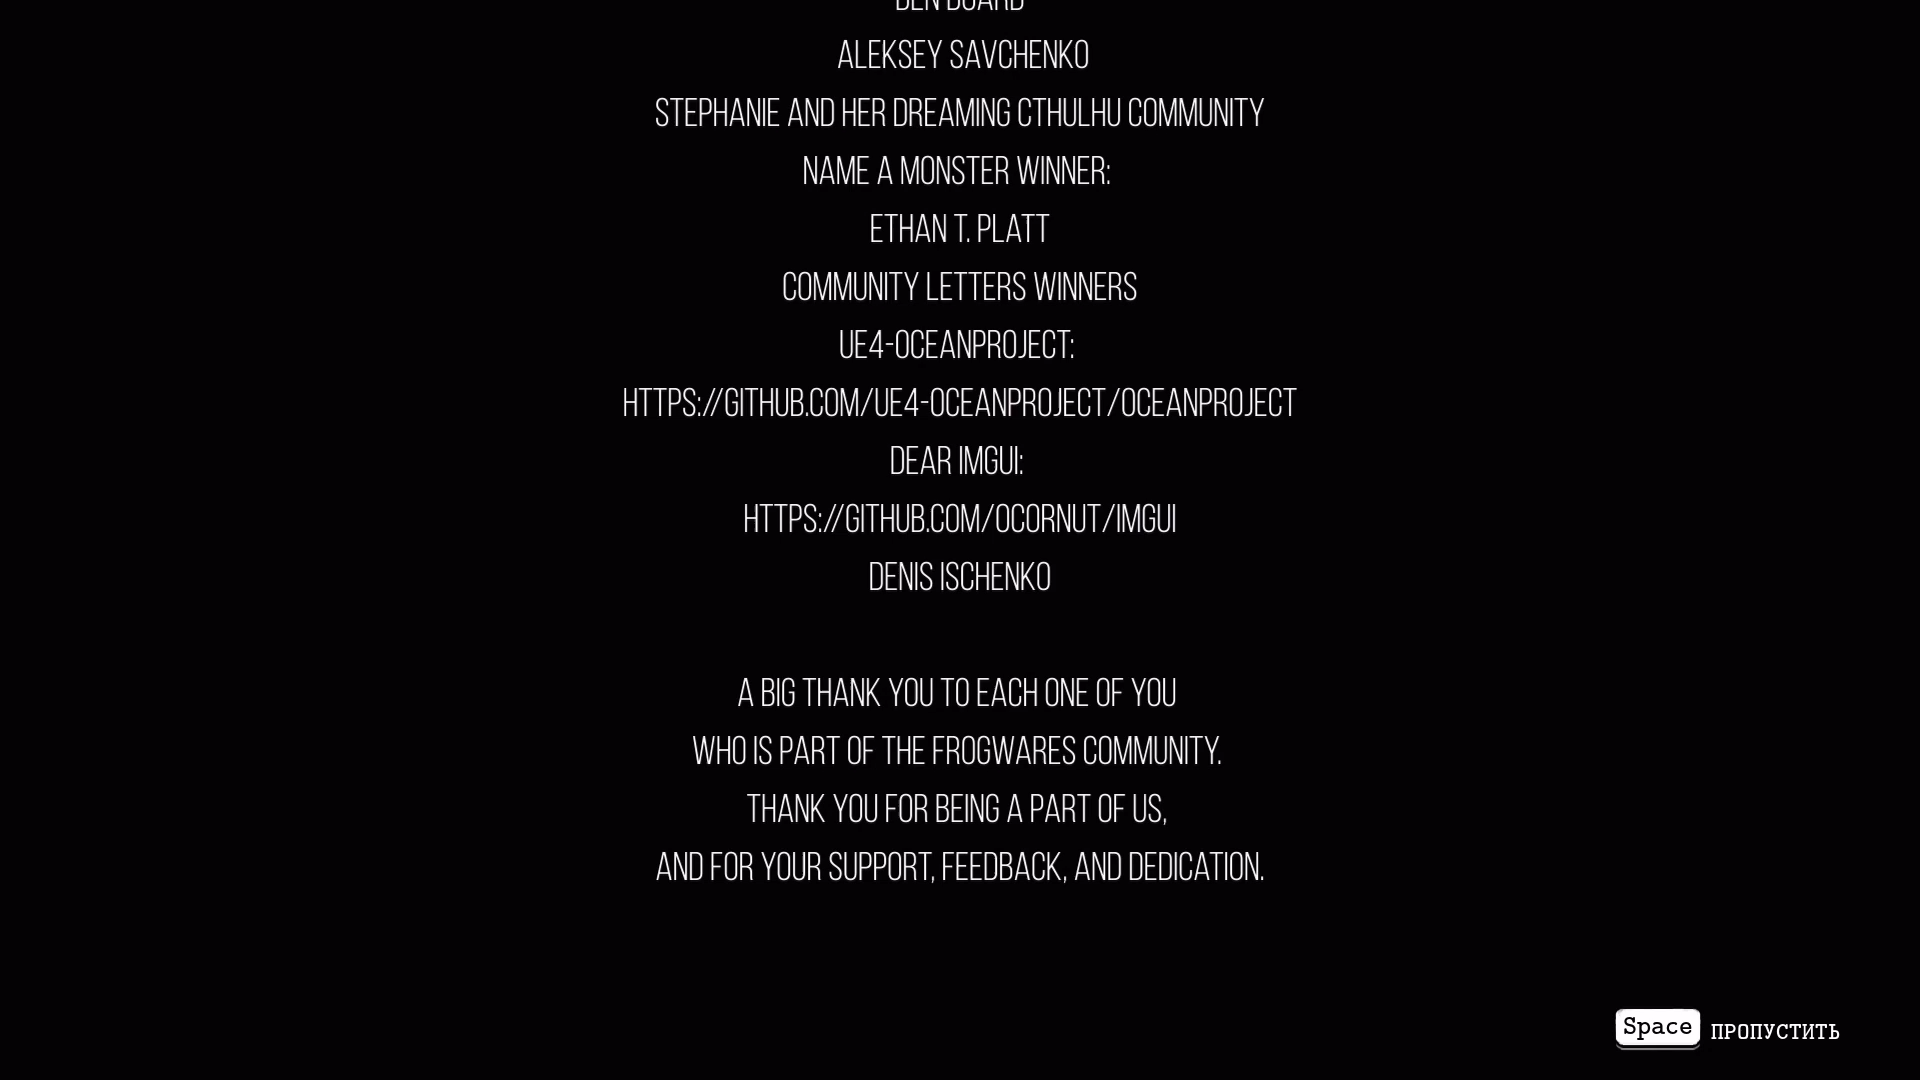 BEN BOARD
ALEKSEY SAVCHENKO
STEPHANIE AND HER DREAMING CTHULHU COMMUNITY
NAME A MONSTER WINNER:
ETHAN T. PLATT
COMMUNITY LETTERS WINNERS
UE4-OCEANPROJECT:
HTTPS://GITHUB.COM/UE4-OCEANPROJECT/OCEANPROJECT
DEAR IMGUI:
HTTPS://GITHUB.COM/OCORNUT/IMGUI
DENIS ISCHENKO
A BIG THANK YOU TO EACH ONE OF YOU
WHO IS PART OF THE FROGWARES COMMUNITY.
THANK YOU FOR BEING A PART OF US,
AND FOR YOUR SUPPORT, FEEDBACK, AND DEDICATION.
Space ПРОПУСТИТЬ